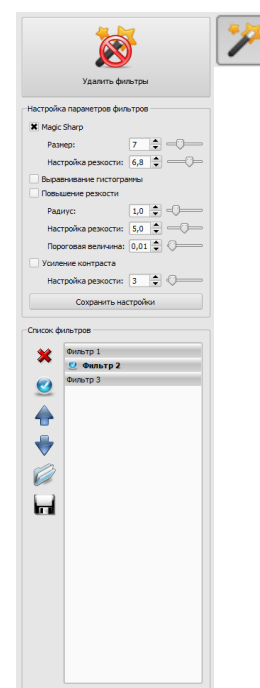 Удалить фильтры
Настройка параметров фильтров
Magic Sharp
Размер: 7
Настройка резкости: 6,8
Выравнивание гистограммы
Повышение резкости
Радиус: 1,0
Настройка резкости: 5,0
Пороговая величина: 0,01
Усиление контраста
Настройка резкости: 3
Сохранить настройки
Список фильтров
Фильтр 1
Фильтр 2
Фильтр 3